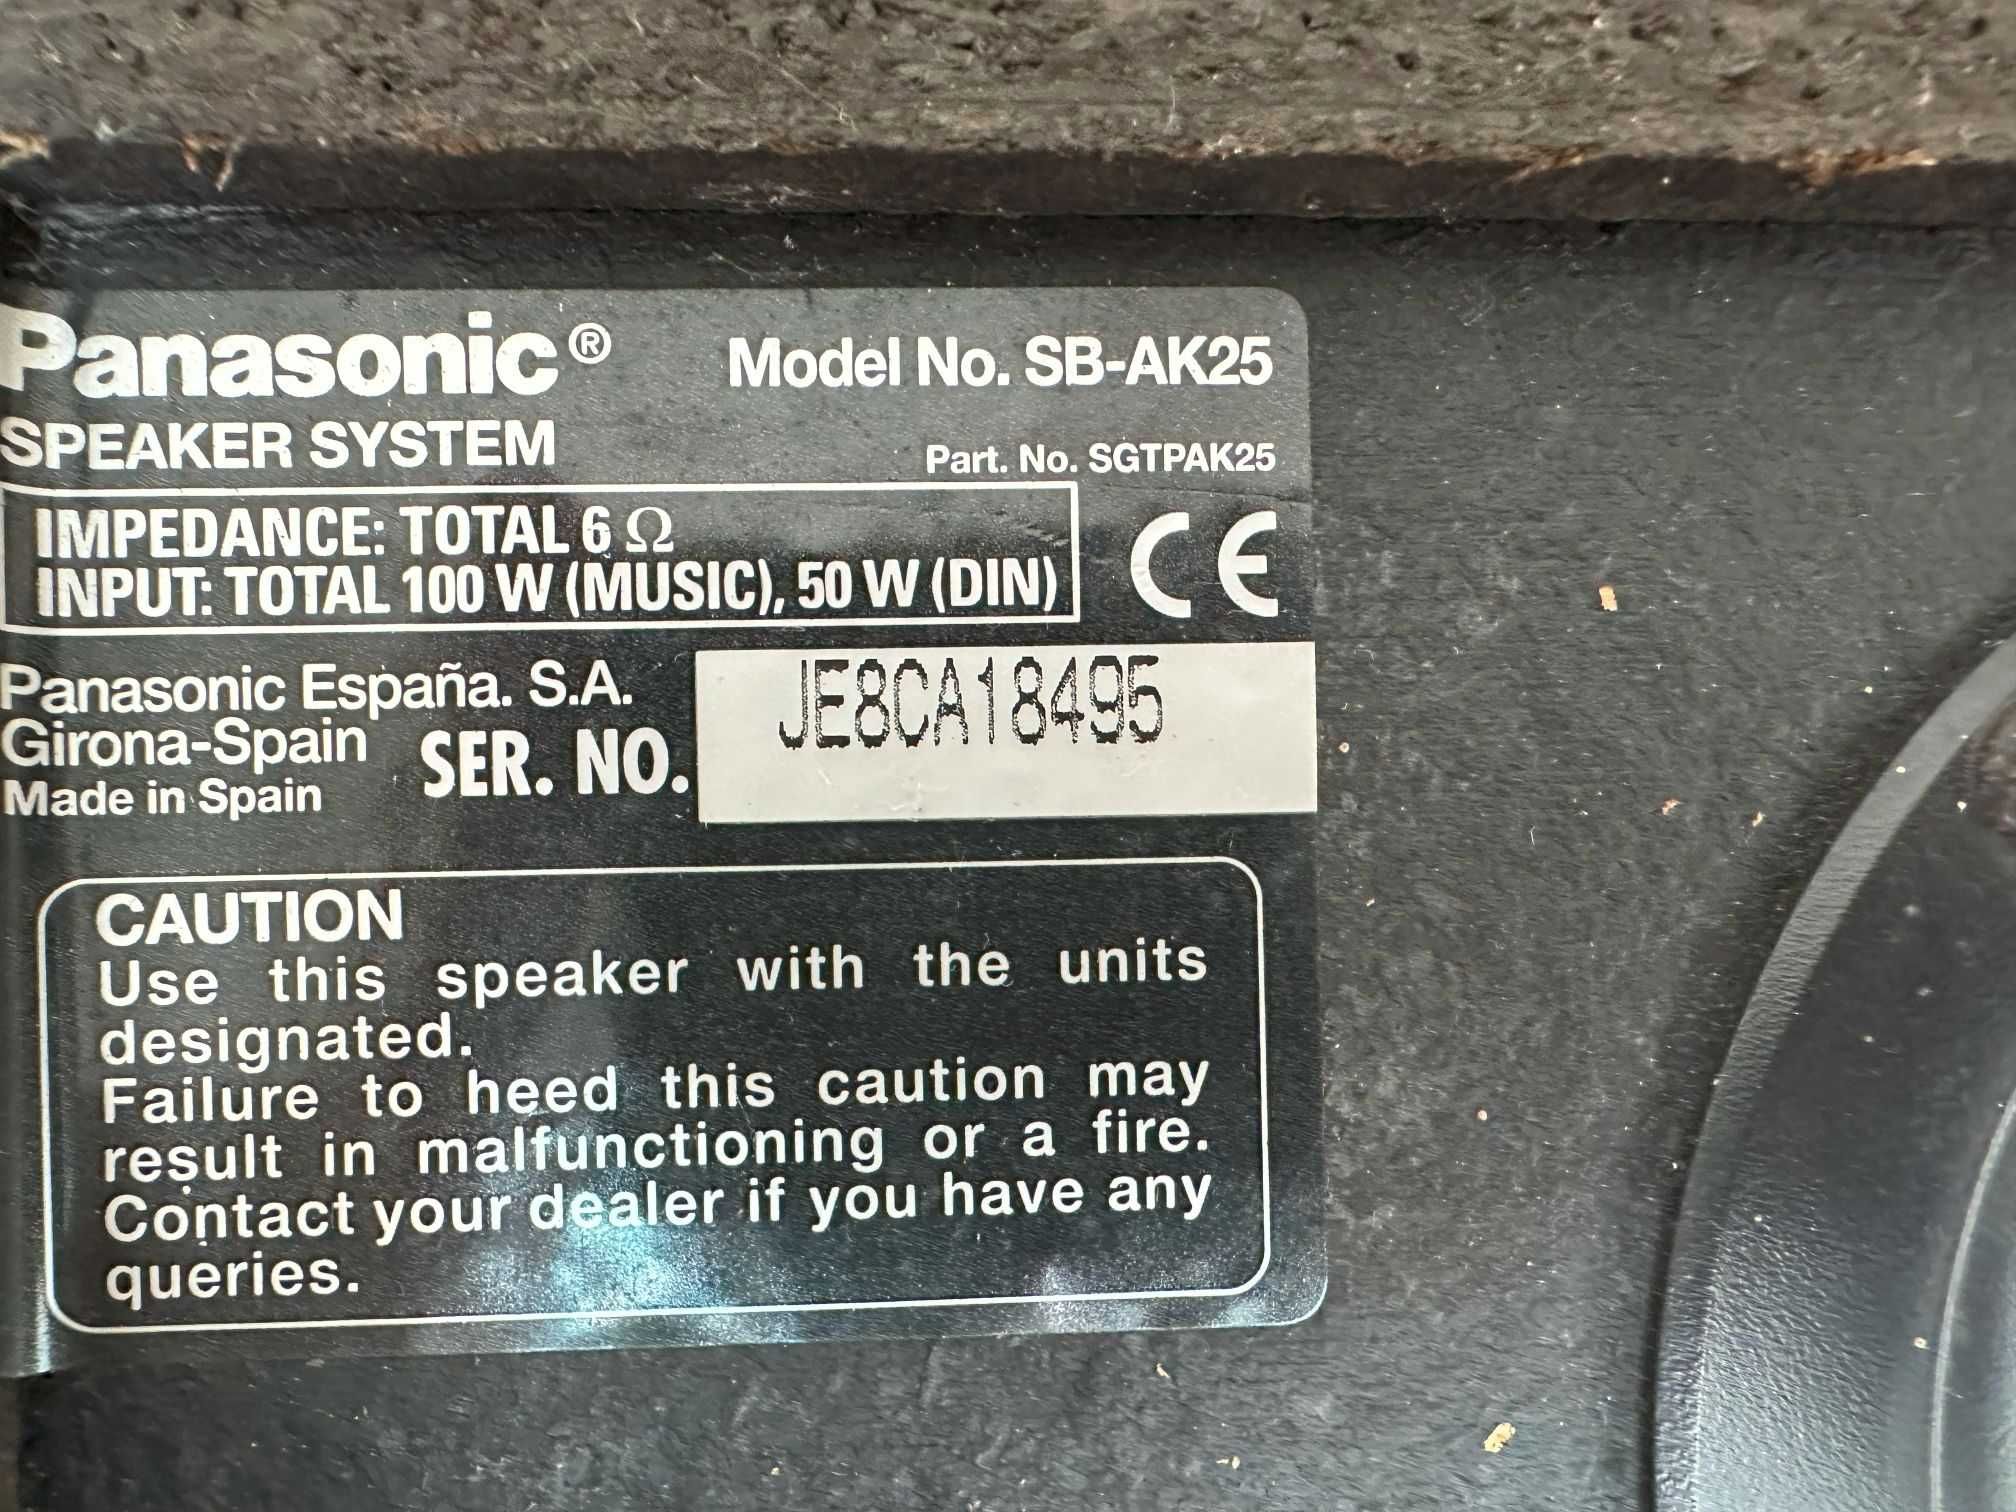 Panasonic®
Model No. SB-AK25
SPEAKER SYSTEM
Part. No. SGTPAK25
IMPEDANCE: TOTAL 6 Ω
INPUT: TOTAL 100 W (MUSIC), 50 W (DIN)
CE
Panasonic España. S.A.
Girona-Spain
Made in Spain
SER. NO.
JE8CA18495
CAUTION
Use this speaker with the units
designated.
Failure to heed this caution may
result in malfunctioning or a fire.
Contact your dealer if you have any
queries.